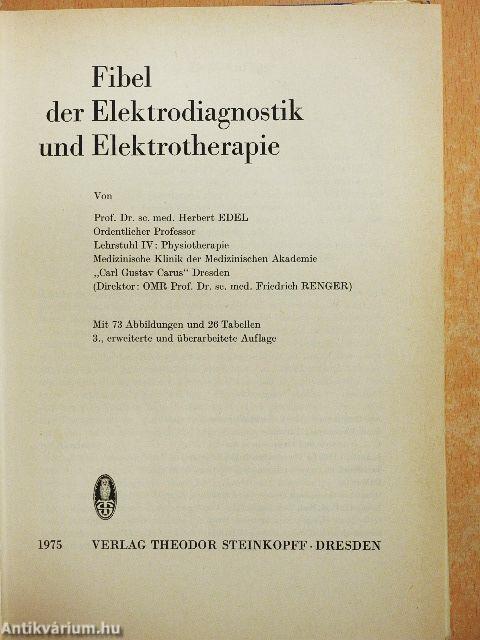 Fibel
der Elektrodiagnostik
und Elektrotherapie
Von
Prof. Dr. sc. med. Herbert EDEL
Ordentlicher Professor
Lehrstuhl IV: Physiotherapie
Medizinische Klinik der Medizinischen Akademie
„Carl Gustav Carus” Dresden
(Direktor: OMR Prof. Dr. sc. med. Friedrich RENGER)
Mit 73 Abbildungen und 26 Tabellen
3., erweiterte und überarbeitete Auflage
1975 VERLAG THEODOR STEINKOPFF · DRESDEN
Antikvárium.hu